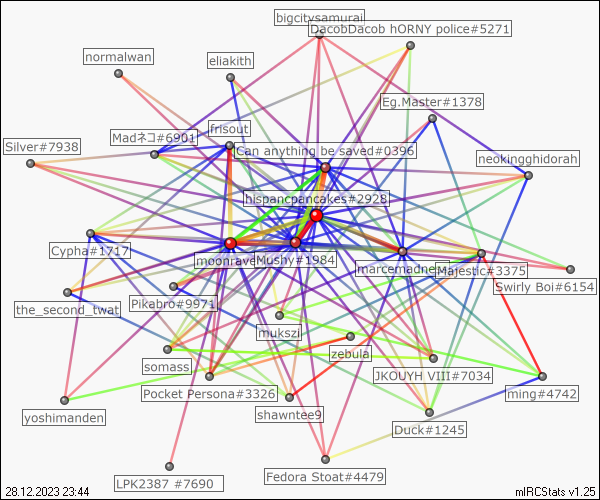 bigcitysamurai
DacobDacob hORNY police#5271
normalwan
eliakith
Eg.Master#1378
frlsout
Madネコ#6901
Silver#7938
Can anything be saved#0396
neokingghidorah
hispancpancakes#2928
Cypha#1717
moonrave
Mushy#1984
marcemadne
Majestic#3375
Swirly Boi#6154
the_second_twat
Pikabro#9971
mukszi
zebula
somass
JKOUYH VIII#7034
Pocket Persona#3326
ming#4742
yoshimanden
shawntee9
Duck#1245
LPK2387 #7690
Fedora Stoat#4479
28.12.2023 23:44
mIRCStats v1.25